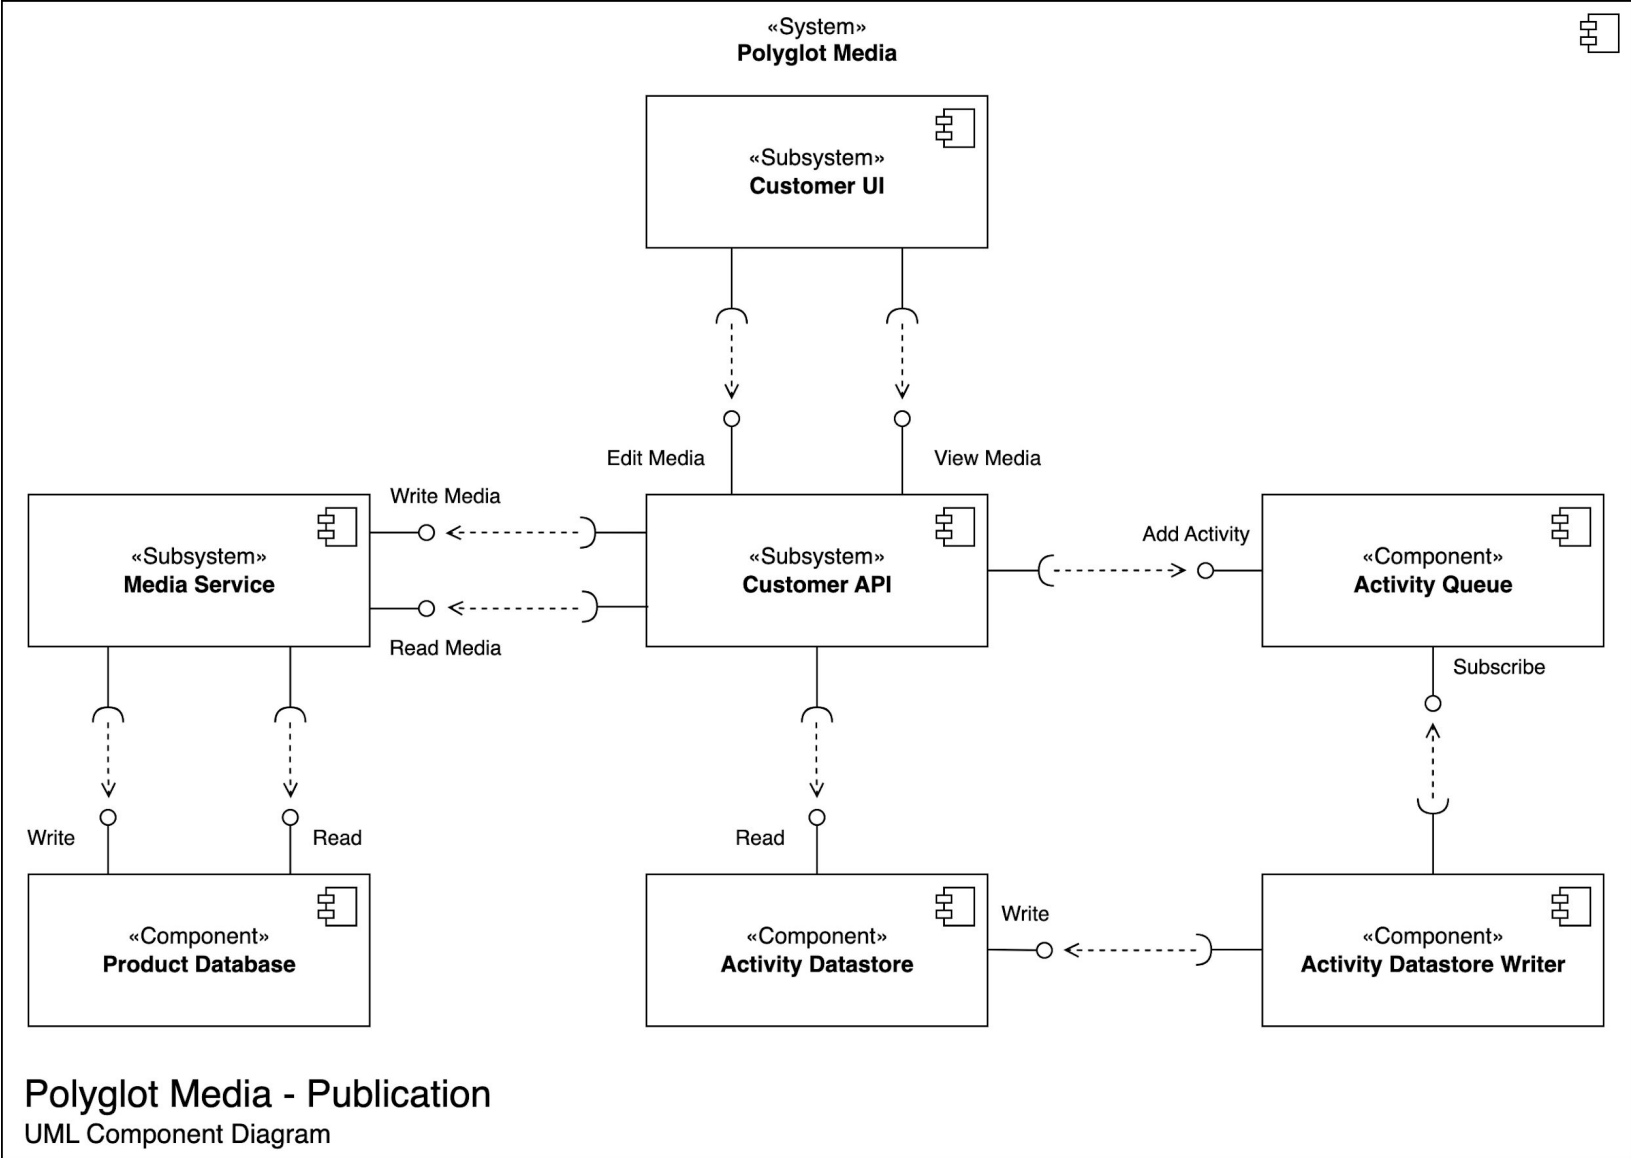 «System»
Polyglot Media
«Subsystem»
Customer UI
Edit Media
View Media
Write Media
«Subsystem»
Media Service
Read Media
«Subsystem»
Customer API
Add Activity
«Component»
Activity Queue
Subscribe
Write
Read
Read
«Component»
Product Database
«Component»
Activity Datastore
Write
«Component»
Activity Datastore Writer
Polyglot Media - Publication
UML Component Diagram